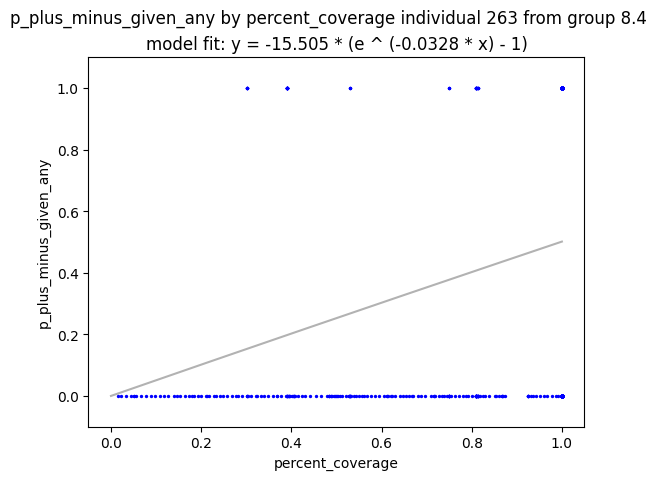 p_plus_minus_given_any by percent_coverage individual 263 from group 8.4
model fit: y = -15.505 * (e ^ (-0.0328 * x) - 1)
1.0
0.8
0.6
0.4
0.2
0.0
p_plus_minus_given_any
0.0 0.2 0.4 0.6 0.8 1.0
percent_coverage